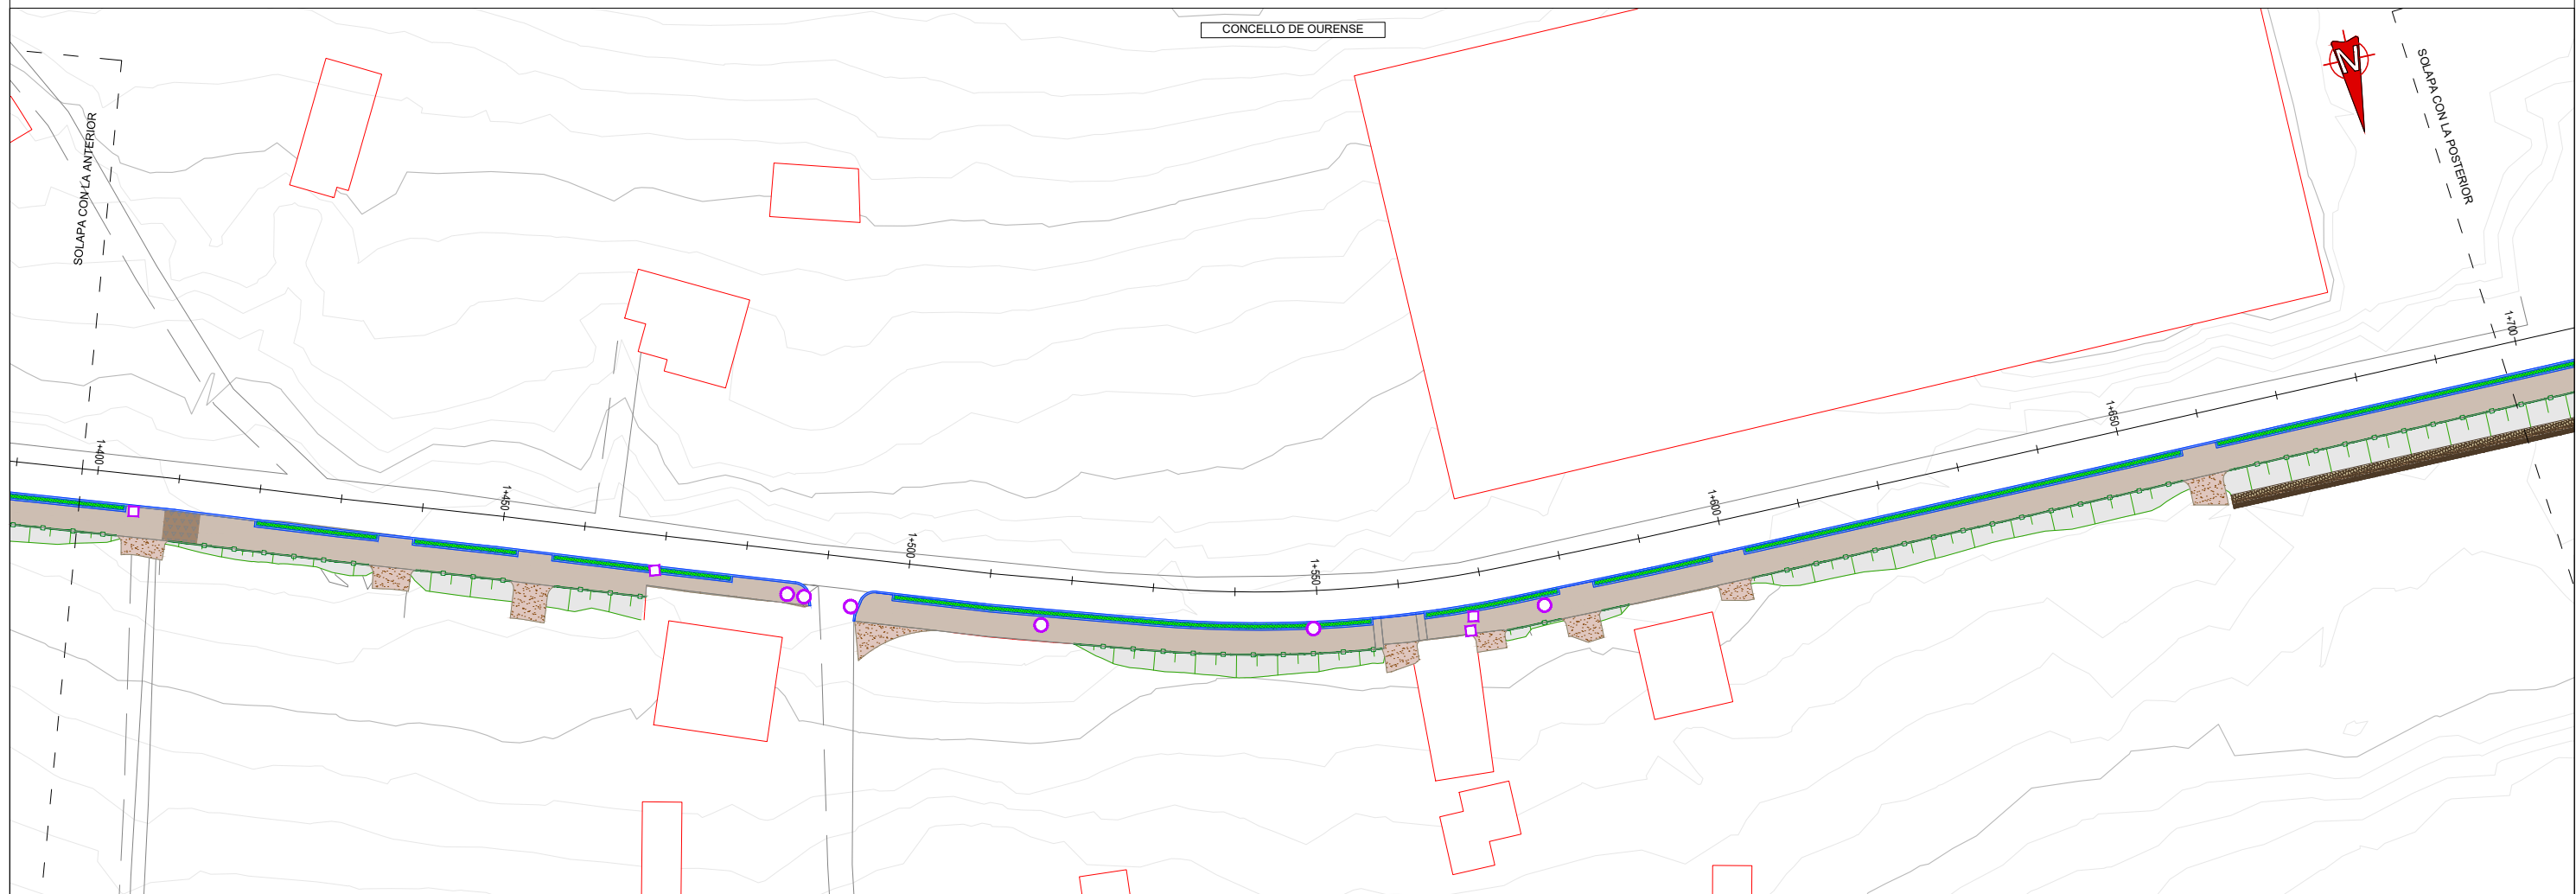 CONCELLO DE OURENSE
N
SOLAPA CON LA ANTERIOR
SOLAPA CON LA POSTERIOR
1+400
1+450
1+500
1+550
1+600
1+650
1+700